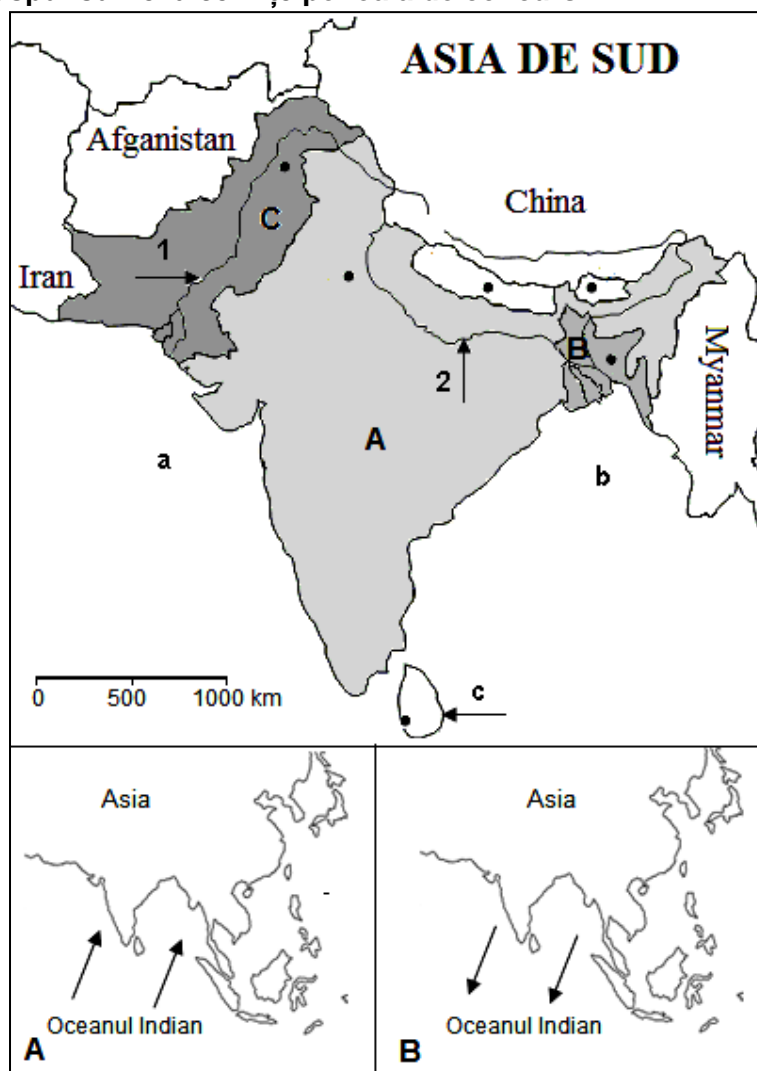 ASIA DE SUD
Afganistan
China
C
1
Iran
B
Myanmar
2
A
a
b
0 500 1000 km
c
Asia
Oceanul Indian
A
Asia
Oceanul Indian
B